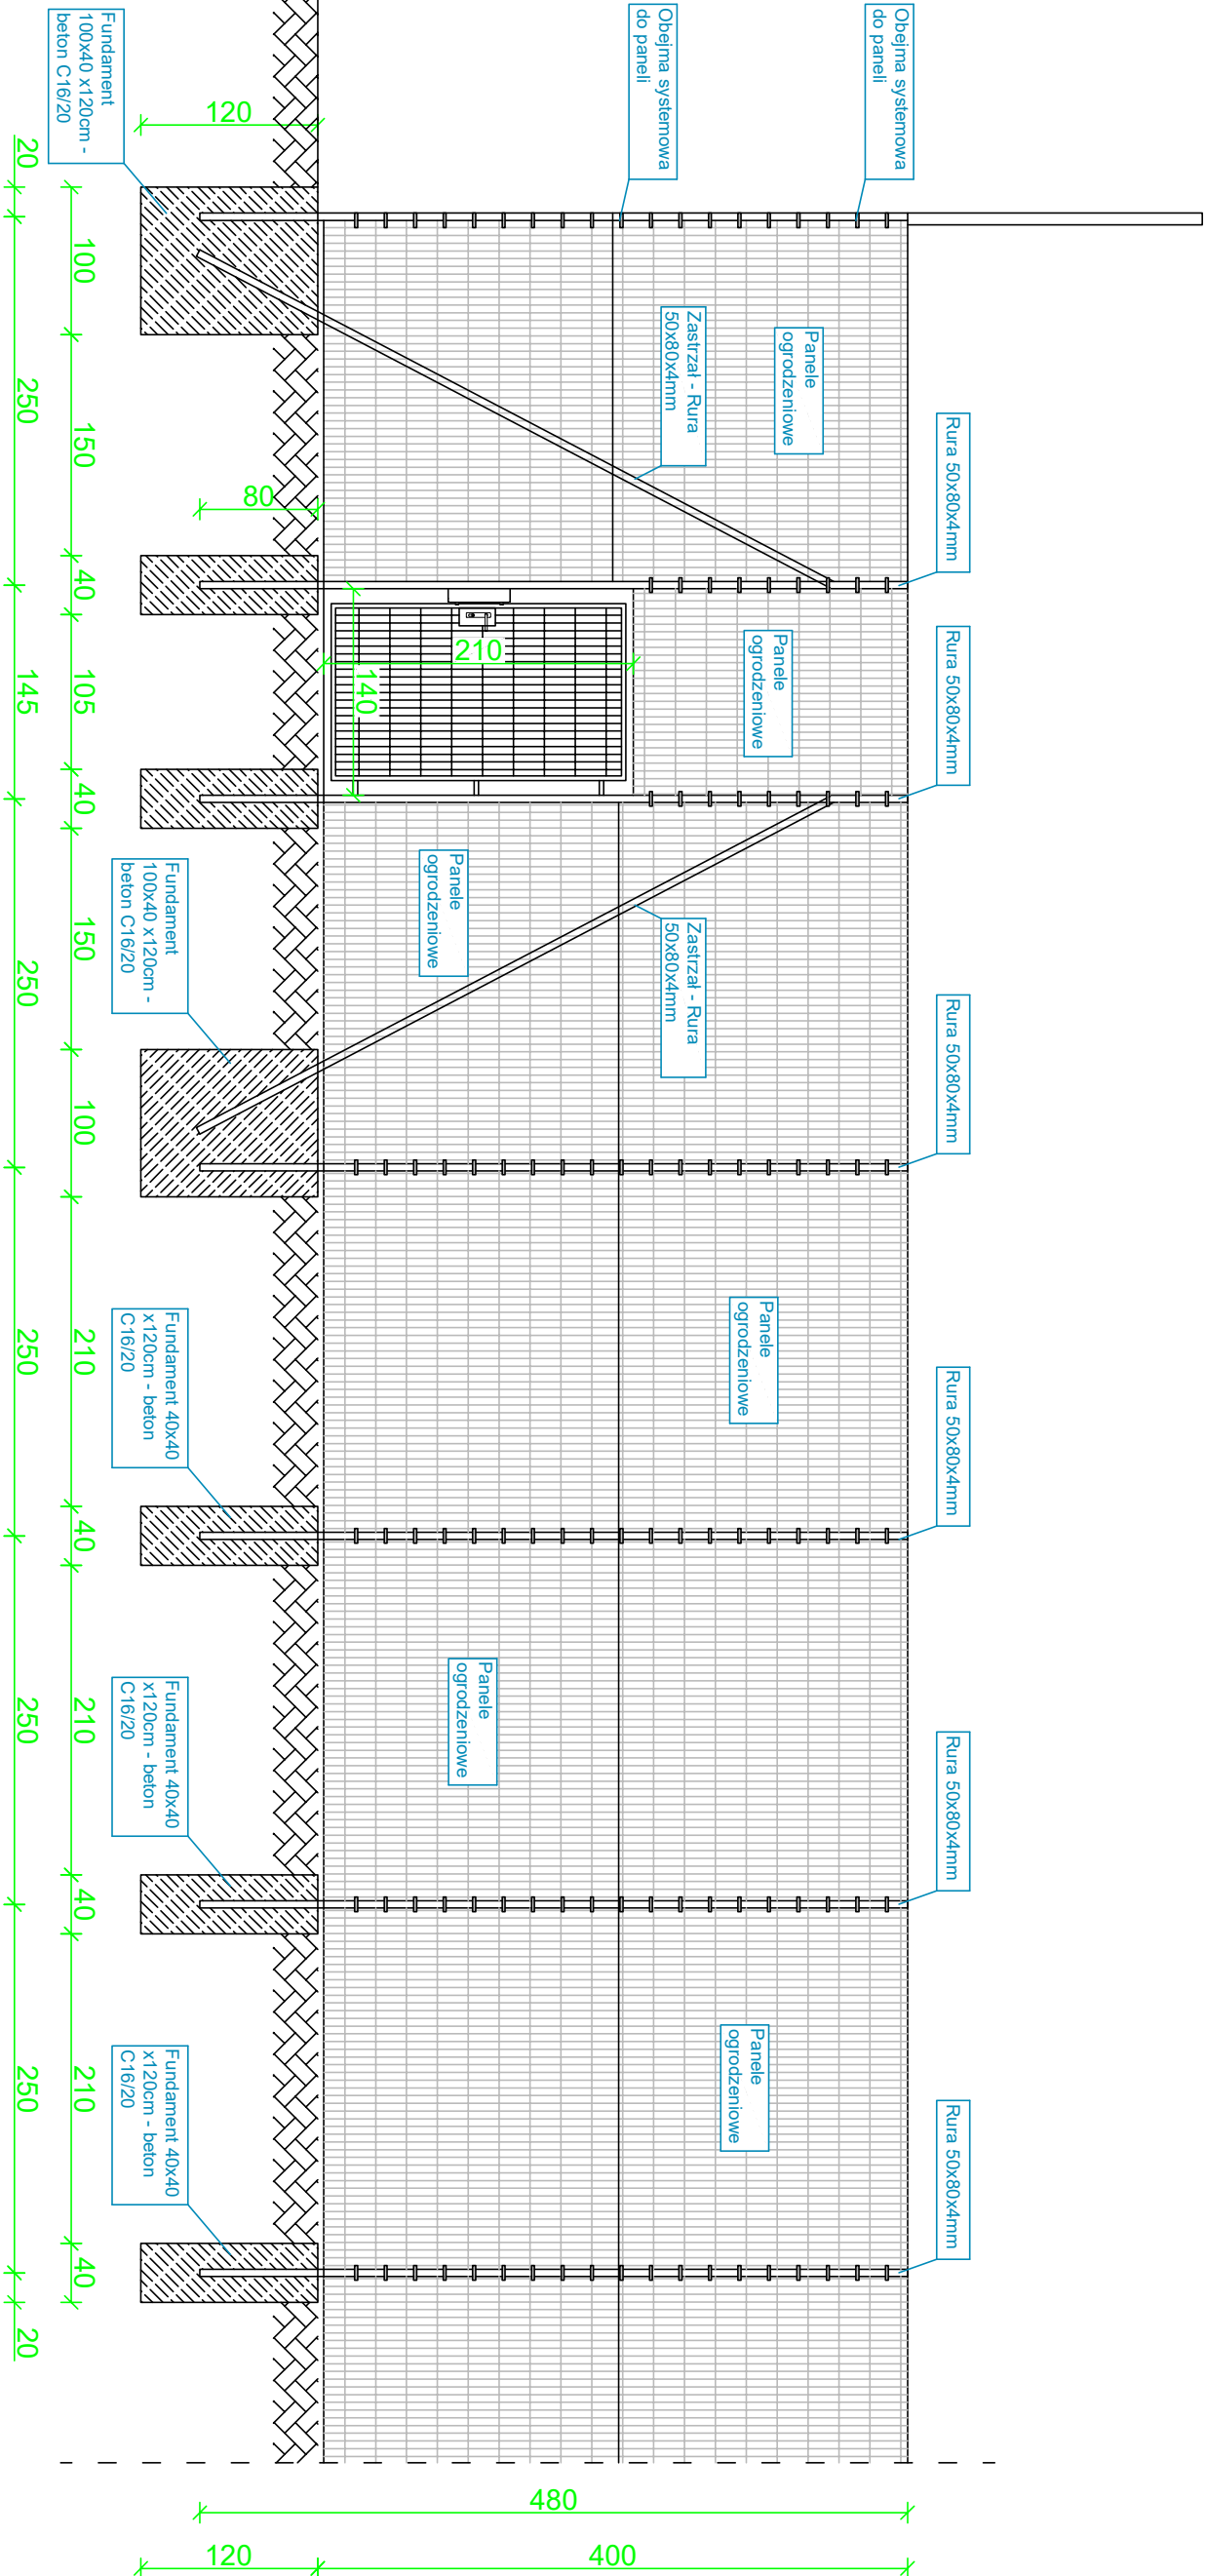 Obejma systemowa
do paneli
Obejma systemowa
do paneli
Rura 50x80x4mm
Rura 50x80x4mm
Rura 50x80x4mm
Rura 50x80x4mm
Rura 50x80x4mm
Rura 50x80x4mm
Panele
ogrodzeniowe
Panele
ogrodzeniowe
Panele
ogrodzeniowe
Panele
ogrodzeniowe
Zastrzał - Rura
50x80x4mm
Zastrzał - Rura
50x80x4mm
Panele
ogrodzeniowe
Panele
ogrodzeniowe
210
140
120
80
480
400
120
Fundament
100x40 x120cm -
beton C16/20
Fundament
100x40 x120cm -
beton C16/20
Fundament 40x40
x120cm - beton
C16/20
Fundament 40x40
x120cm - beton
C16/20
Fundament 40x40
x120cm - beton
C16/20
100
150
40
105
40
150
100
210
40
210
40
210
40
20
250
145
250
250
250
250
20